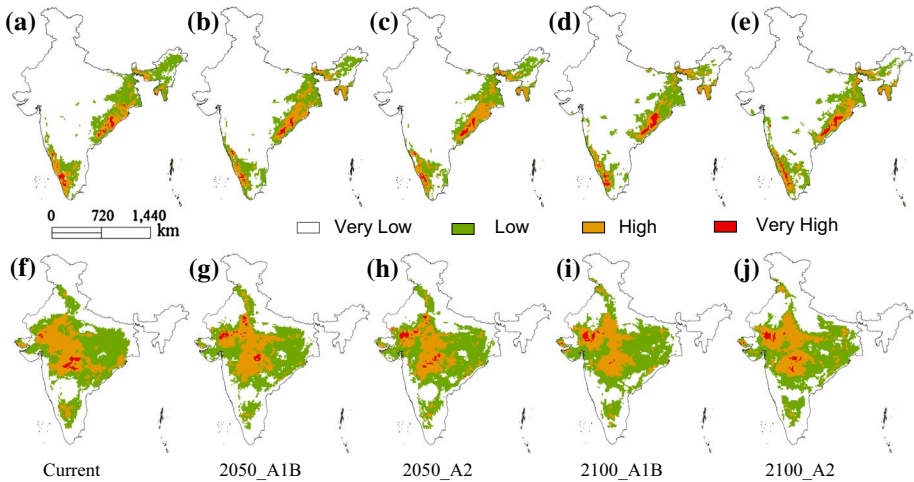 (a) (b) (c) (d) (e)
0 720 1,440
km
Very Low Low High Very High
(f) (g) (h) (i) (j)
Current 2050_A1B 2050_A2 2100_A1B 2100_A2